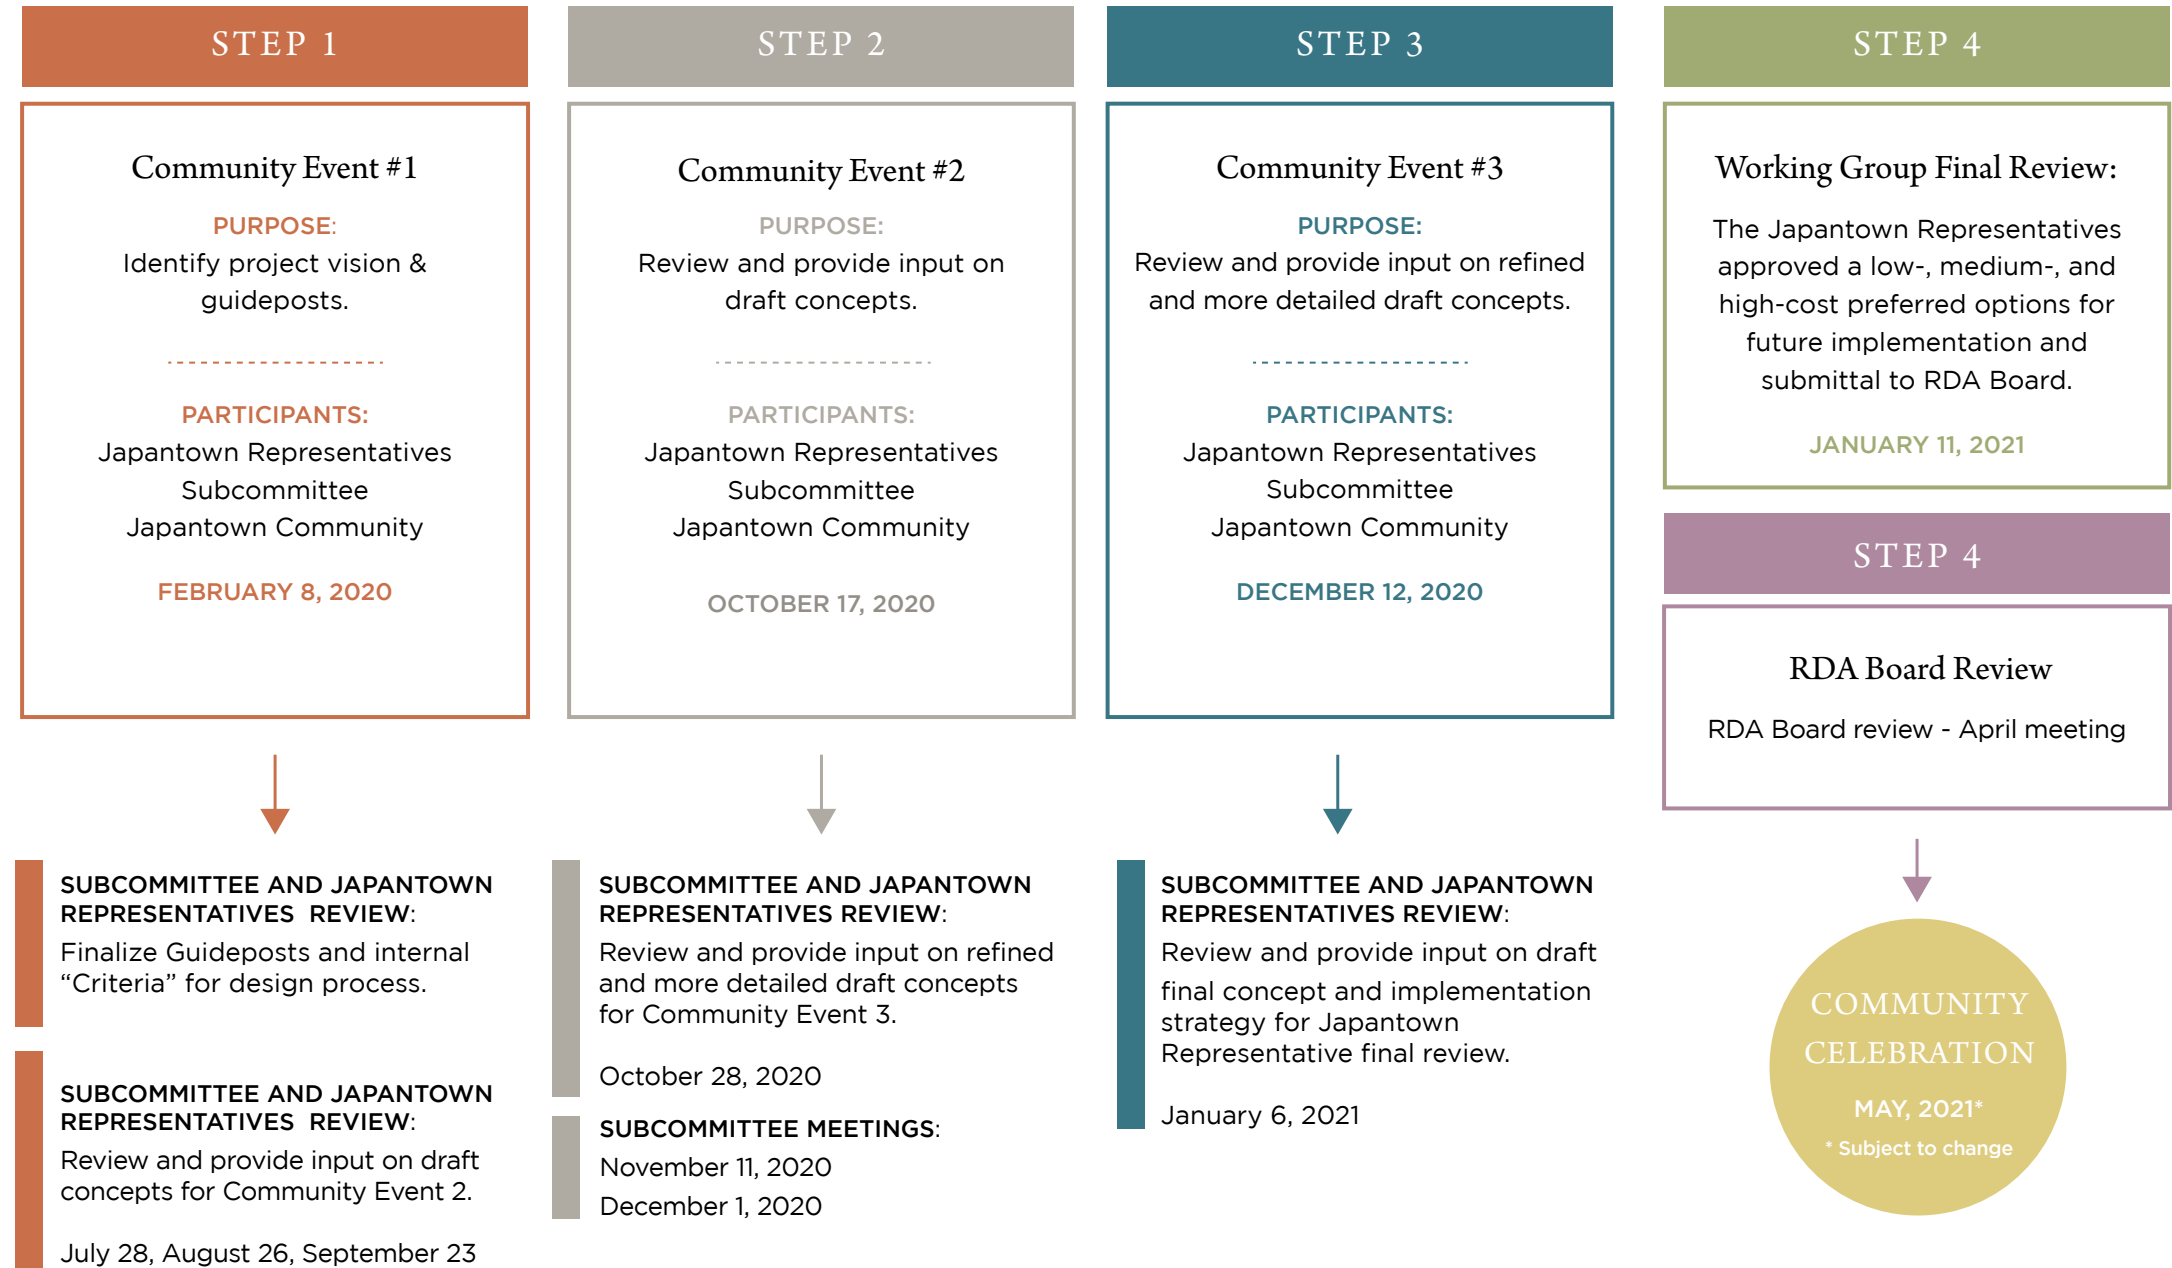 STEP 1
Community Event #1
PURPOSE:
Identify project vision &
guideposts.
PARTICIPANTS:
Japantown Representatives
Subcommittee
Japantown Community
FEBRUARY 8, 2020
SUBCOMMITTEE AND JAPANTOWN
REPRESENTATIVES REVIEW:
Finalize Guideposts and internal
“Criteria” for design process.
SUBCOMMITTEE AND JAPANTOWN
REPRESENTATIVES REVIEW:
Review and provide input on draft
concepts for Community Event 2.
July 28, August 26, September 23
STEP 2
Community Event #2
PURPOSE:
Review and provide input on
draft concepts.
PARTICIPANTS:
Japantown Representatives
Subcommittee
Japantown Community
OCTOBER 17, 2020
SUBCOMMITTEE AND JAPANTOWN
REPRESENTATIVES REVIEW:
Review and provide input on refined
and more detailed draft concepts
for Community Event 3.
October 28, 2020
SUBCOMMITTEE MEETINGS:
November 11, 2020
December 1, 2020
STEP 3
Community Event #3
PURPOSE:
Review and provide input on refined
and more detailed draft concepts.
PARTICIPANTS:
Japantown Representatives
Subcommittee
Japantown Community
DECEMBER 12, 2020
SUBCOMMITTEE AND JAPANTOWN
REPRESENTATIVES REVIEW:
Review and provide input on draft
final concept and implementation
strategy for Japantown
Representative final review.
January 6, 2021
STEP 4
Working Group Final Review:
The Japantown Representatives
approved a low-, medium-, and
high-cost preferred options for
future implementation and
submittal to RDA Board.
JANUARY 11, 2021
STEP 4
RDA Board Review
RDA Board review - April meeting
COMMUNITY
CELEBRATION
MAY, 2021*
* Subject to change